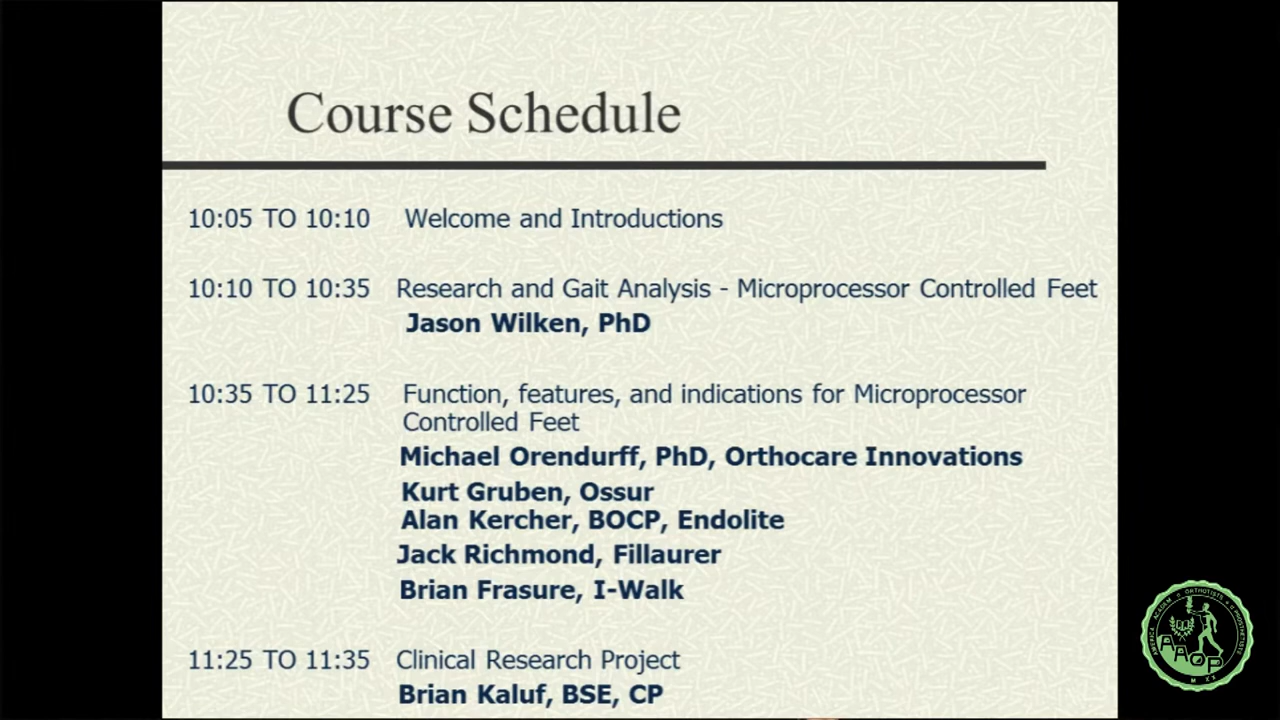 Course Schedule
10:05 TO 10:10 Welcome and Introductions
10:10 TO 10:35 Research and Gait Analysis - Microprocessor Controlled Feet
Jason Wilken, PhD
10:35 TO 11:25 Function, features, and indications for Microprocessor
Controlled Feet
Michael Orendurff, PhD, Orthocare Innovations
Kurt Gruben, Ossur
Alan Kercher, BOCP, Endolite
Jack Richmond, Fillaurer
Brian Frasure, I-Walk
11:25 TO 11:35 Clinical Research Project
Brian Kaluf, BSE, CP
AAOP